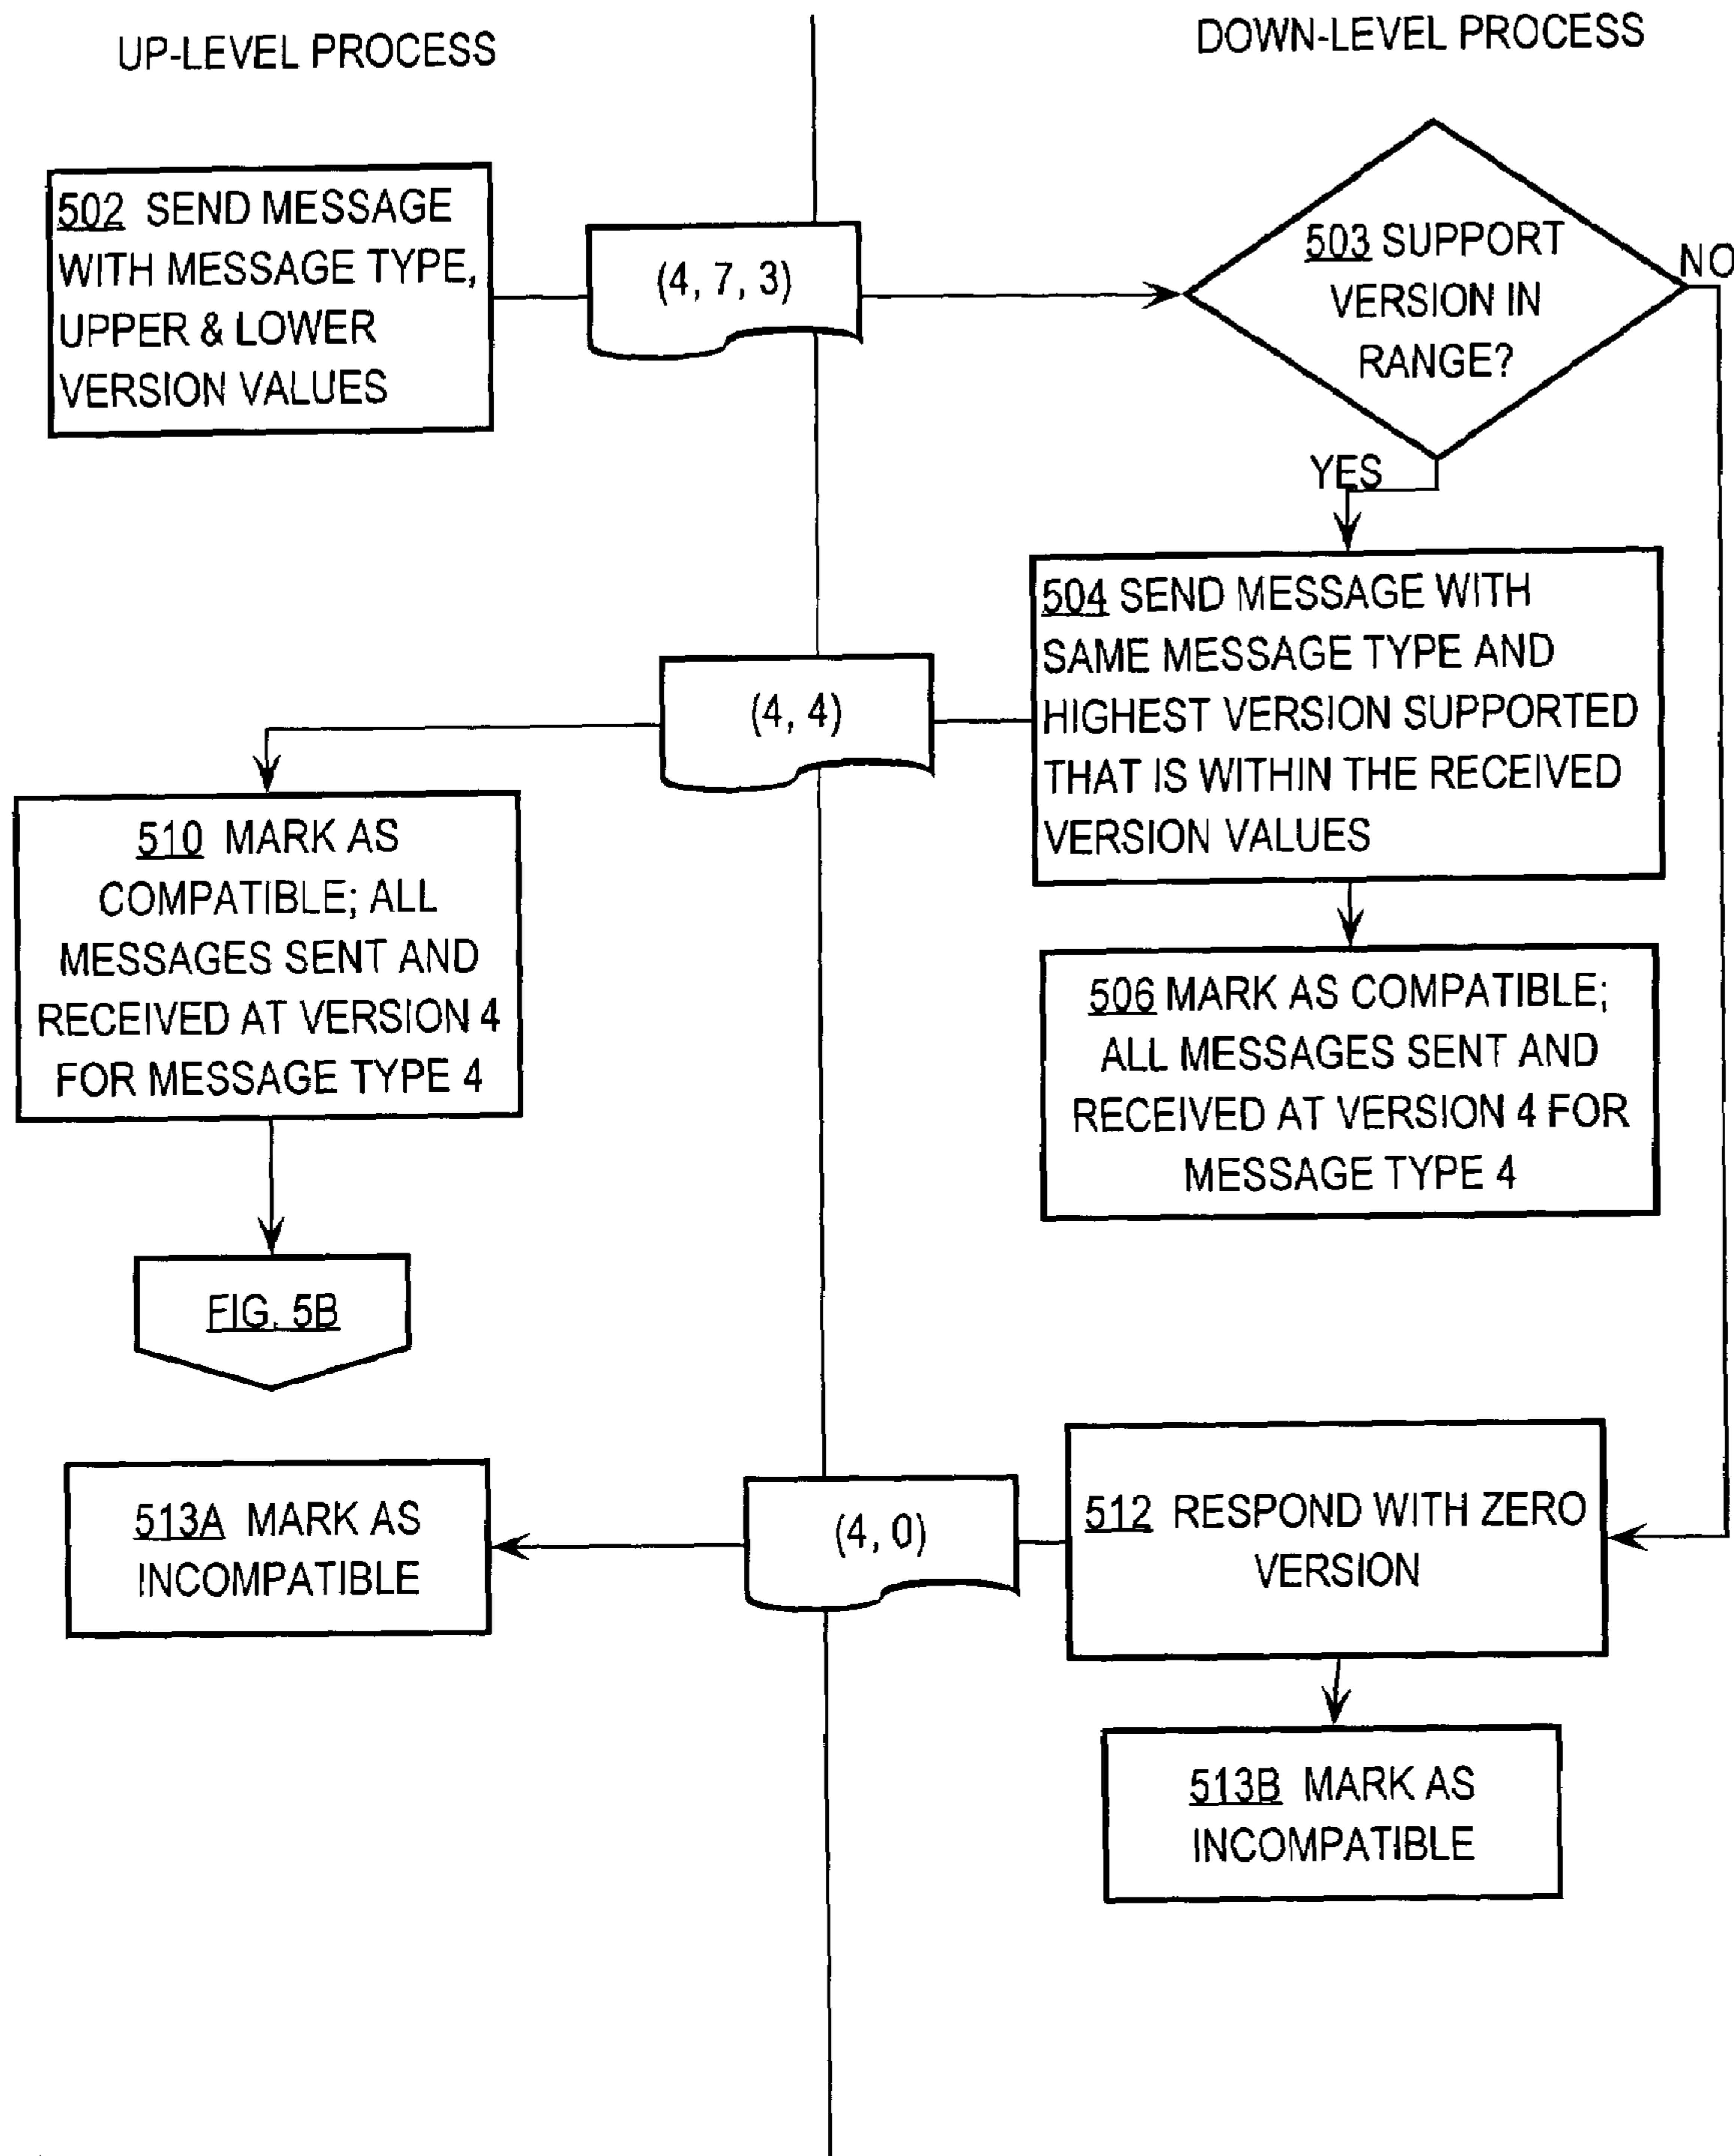 UP-LEVEL PROCESS
DOWN-LEVEL PROCESS
502 SEND MESSAGE
WITH MESSAGE TYPE,
UPPER & LOWER
VERSION VALUES
(4, 7, 3)
503 SUPPORT
VERSION IN
RANGE?
NO
YES
504 SEND MESSAGE WITH
SAME MESSAGE TYPE AND
HIGHEST VERSION SUPPORTED
THAT IS WITHIN THE RECEIVED
VERSION VALUES
(4, 4)
510 MARK AS
COMPATIBLE; ALL
MESSAGES SENT AND
RECEIVED AT VERSION 4
FOR MESSAGE TYPE 4
506 MARK AS COMPATIBLE;
ALL MESSAGES SENT AND
RECEIVED AT VERSION 4 FOR
MESSAGE TYPE 4
FIG. 5B
513A MARK AS
INCOMPATIBLE
(4, 0)
512 RESPOND WITH ZERO
VERSION
513B MARK AS
INCOMPATIBLE